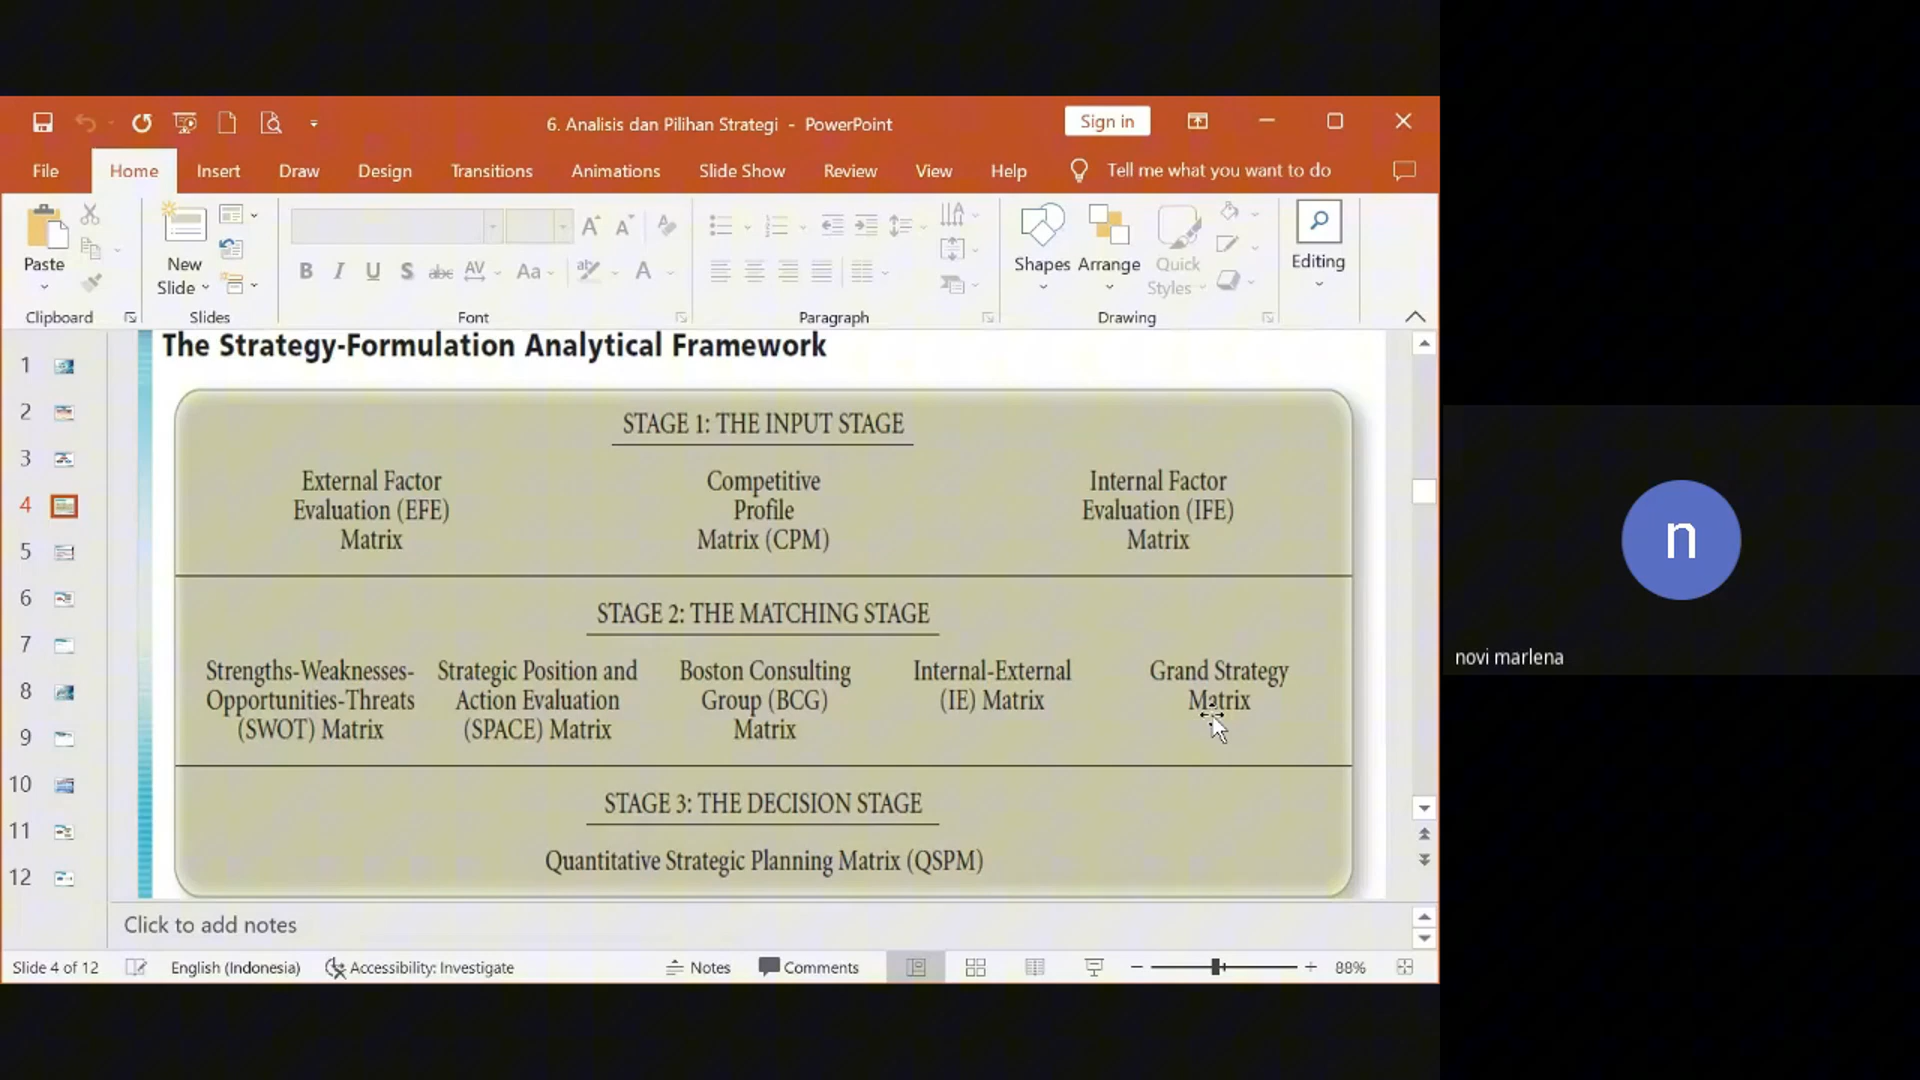 6. Analisis dan Pilihan Strategi - PowerPoint
Sign in
File Home Insert Draw Design Transitions Animations Slide Show Review View Help Tell me what you want to do
Paste
New
Slide
B I U S abc AV Aa A
Shapes Arrange Quick
Styles
Editing
Clipboard Slides Font Paragraph Drawing
The Strategy-Formulation Analytical Framework
STAGE 1: THE INPUT STAGE
External Factor
Evaluation (EFE)
Matrix
Competitive
Profile
Matrix (CPM)
Internal Factor
Evaluation (IFE)
Matrix
STAGE 2: THE MATCHING STAGE
Strengths-Weaknesses-
Opportunities-Threats
(SWOT) Matrix
Strategic Position and
Action Evaluation
(SPACE) Matrix
Boston Consulting
Group (BCG)
Matrix
Internal-External
(IE) Matrix
Grand Strategy
Matrix
STAGE 3: THE DECISION STAGE
Quantitative Strategic Planning Matrix (QSPM)
1
2
3
4
5
6
7
8
9
10
11
12
Click to add notes
Slide 4 of 12 English (Indonesia) Accessibility: Investigate Notes Comments 88%
n
novi marlena